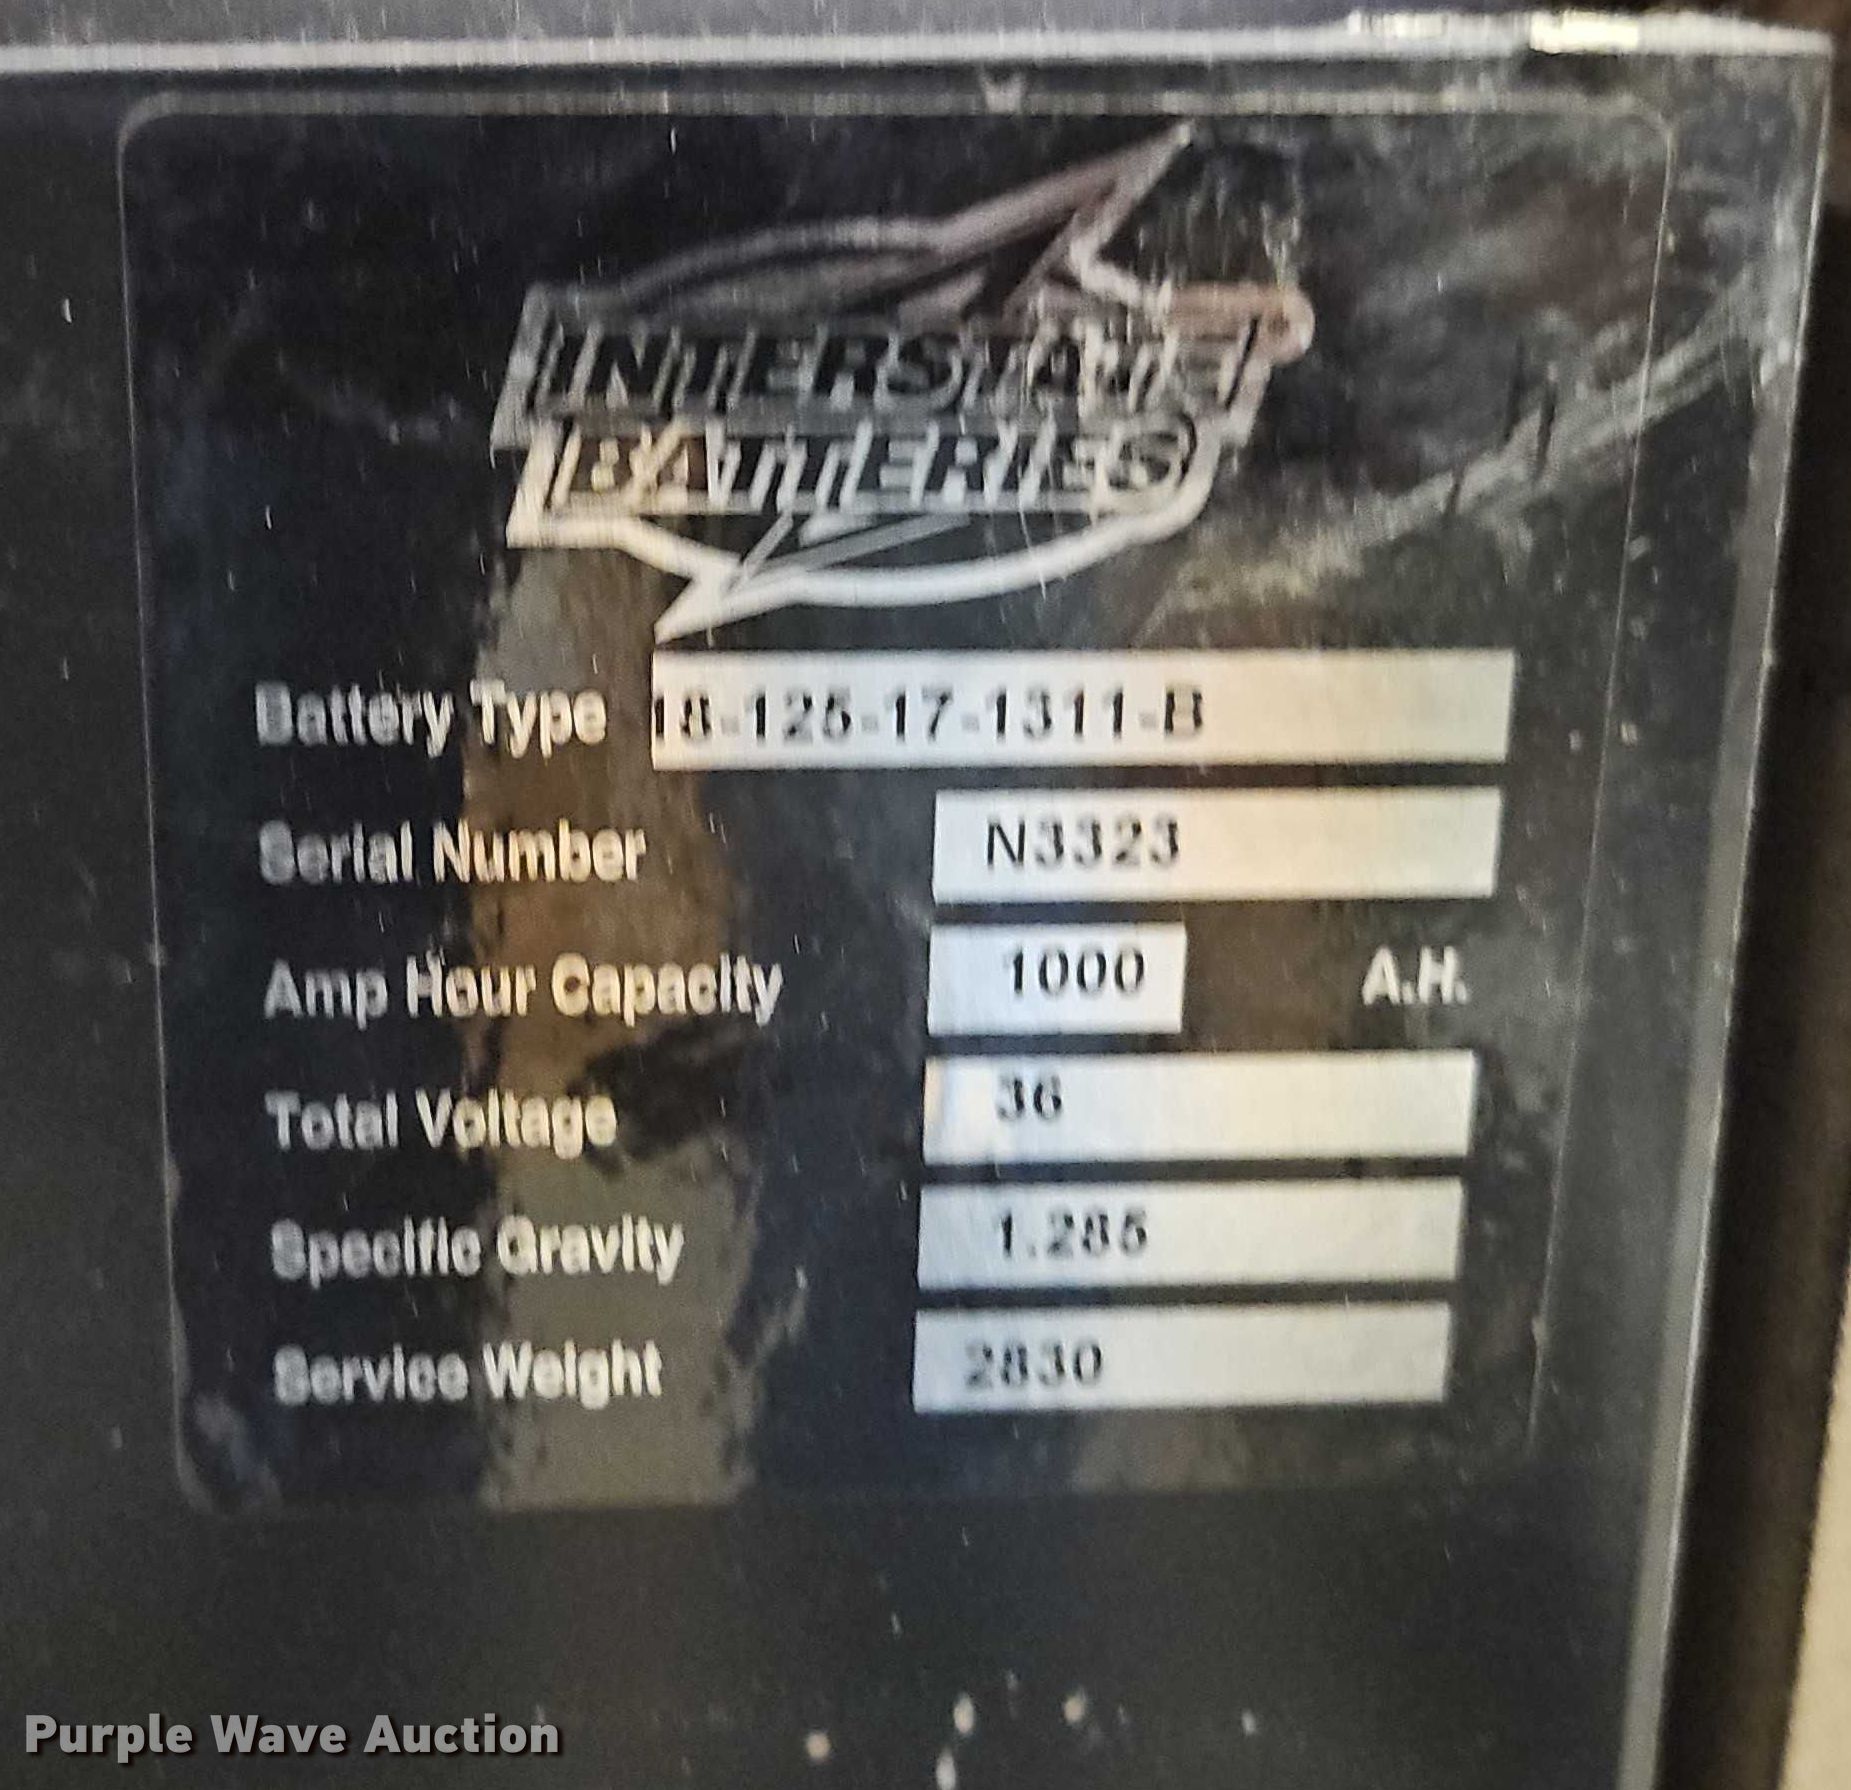 INTERSTATE
BATTERIES
Battery Type 18-125-17-1311-B
Serial Number N3323
Amp Hour Capacity 1000 A.H.
Total Voltage 36
Specific Gravity 1.285
Service Weight 2830
Purple Wave Auction